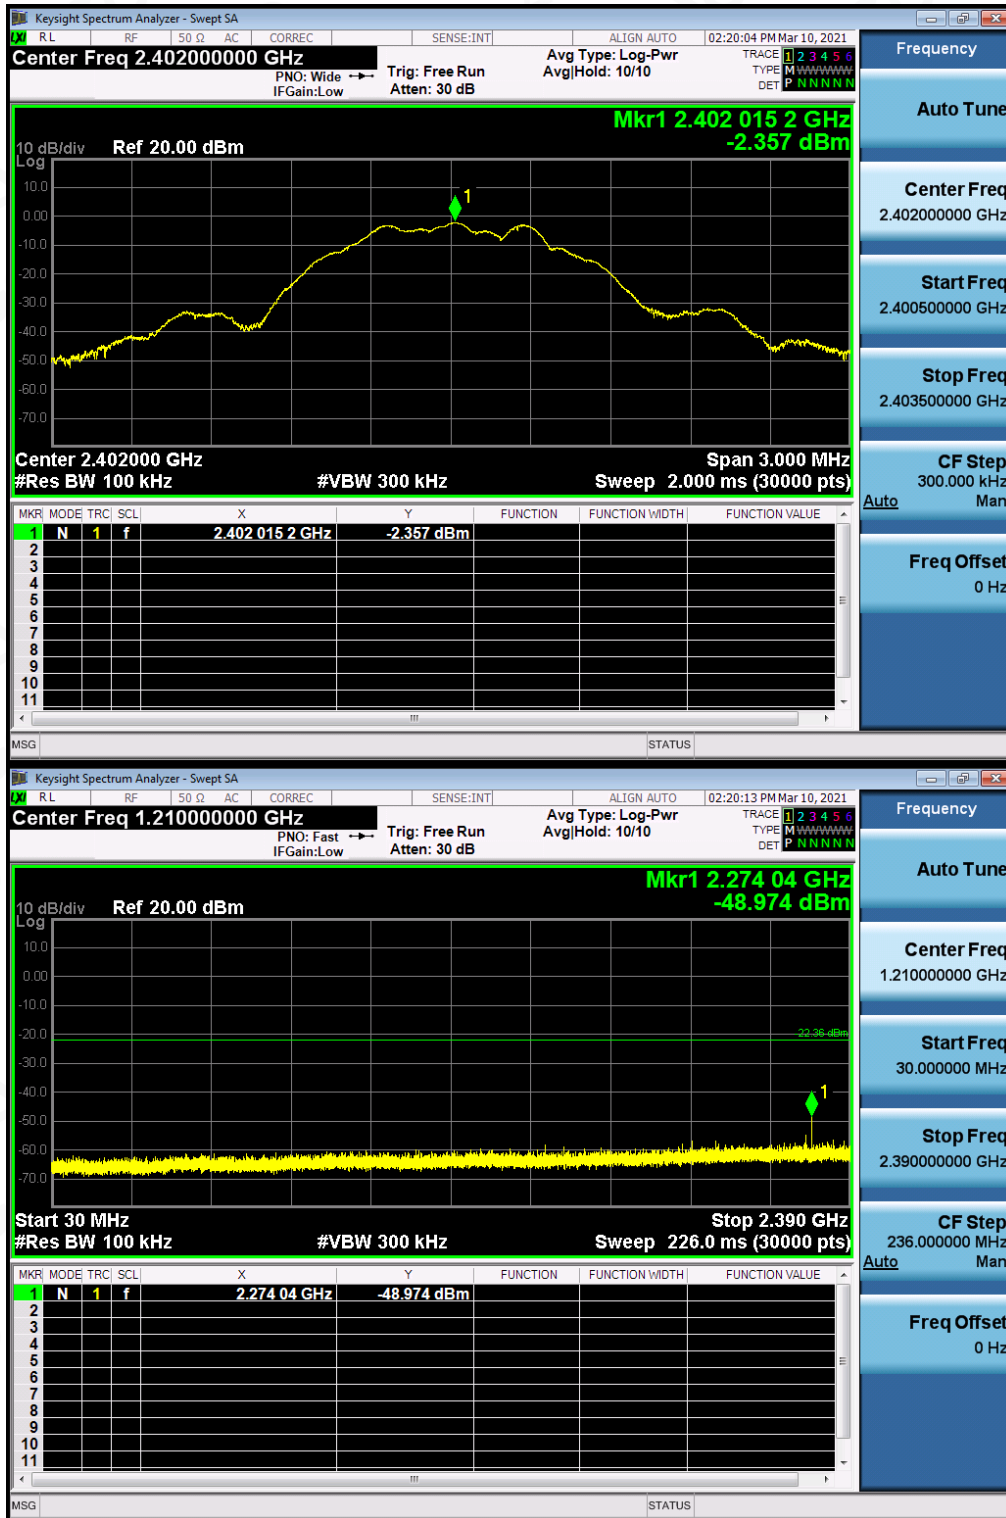 Keysight Spectrum Analyzer - Swept SA
LXI RL RF 50 Ω AC CORREC SENSE:INT ALIGN AUTO 02:20:04 PM Mar 10, 2021
Center Freq 2.402000000 GHz
PNO: Wide
IFGain:Low
Trig: Free Run
Atten: 30 dB
Avg Type: Log-Pwr
Avg|Hold: 10/10
TRACE 1 2 3 4 5 6
TYPE M WWWWW
DET P N N N N N
Mkr1 2.402 015 2 GHz
-2.357 dBm
10 dB/div Ref 20.00 dBm
Log
10.0
0.00
-10.0
-20.0
-30.0
-40.0
-50.0
-60.0
-70.0
1
Center 2.402000 GHz Span 3.000 MHz
#Res BW 100 kHz #VBW 300 kHz Sweep 2.000 ms (30000 pts)
MKR MODE TRC SCL X Y FUNCTION FUNCTION WIDTH FUNCTION VALUE
1 N 1 f 2.402 015 2 GHz -2.357 dBm
2
3
4
5
6
7
8
9
10
11
MSG STATUS
Frequency
Auto Tune
Center Freq
2.402000000 GHz
Start Freq
2.400500000 GHz
Stop Freq
2.403500000 GHz
CF Step
300.000 kHz
Auto Man
Freq Offset
0 Hz
Keysight Spectrum Analyzer - Swept SA
LXI RL RF 50 Ω AC CORREC SENSE:INT ALIGN AUTO 02:20:13 PM Mar 10, 2021
Center Freq 1.210000000 GHz
PNO: Fast
IFGain:Low
Trig: Free Run
Atten: 30 dB
Avg Type: Log-Pwr
Avg|Hold: 10/10
TRACE 1 2 3 4 5 6
TYPE M WWWWW
DET P N N N N N
Mkr1 2.274 04 GHz
-48.974 dBm
10 dB/div Ref 20.00 dBm
Log
10.0
0.00
-10.0
-20.0
-30.0
-40.0
-50.0
-60.0
-70.0
-22.36 dBm
1
Start 30 MHz Stop 2.390 GHz
#Res BW 100 kHz #VBW 300 kHz Sweep 226.0 ms (30000 pts)
MKR MODE TRC SCL X Y FUNCTION FUNCTION WIDTH FUNCTION VALUE
1 N 1 f 2.274 04 GHz -48.974 dBm
2
3
4
5
6
7
8
9
10
11
MSG STATUS
Frequency
Auto Tune
Center Freq
1.210000000 GHz
Start Freq
30.000000 MHz
Stop Freq
2.390000000 GHz
CF Step
236.000000 MHz
Auto Man
Freq Offset
0 Hz